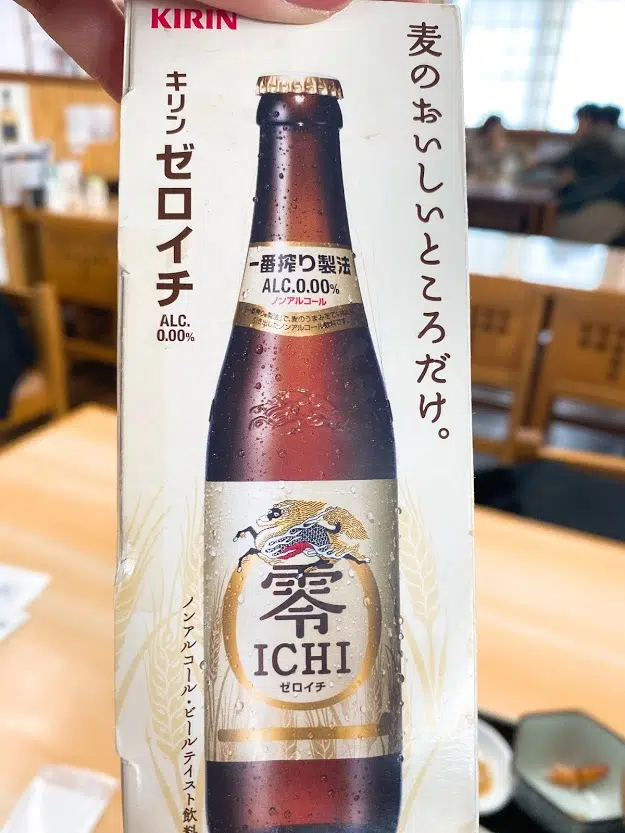 KIRIN
麦のおいしいところだけ。
キリン ゼロイチ
ALC.
0.00%
一番搾り製法
ALC.0.00%
ノンアルコール
零
ICHI
ゼロイチ
ノンアルコール・ビールテイスト飲料